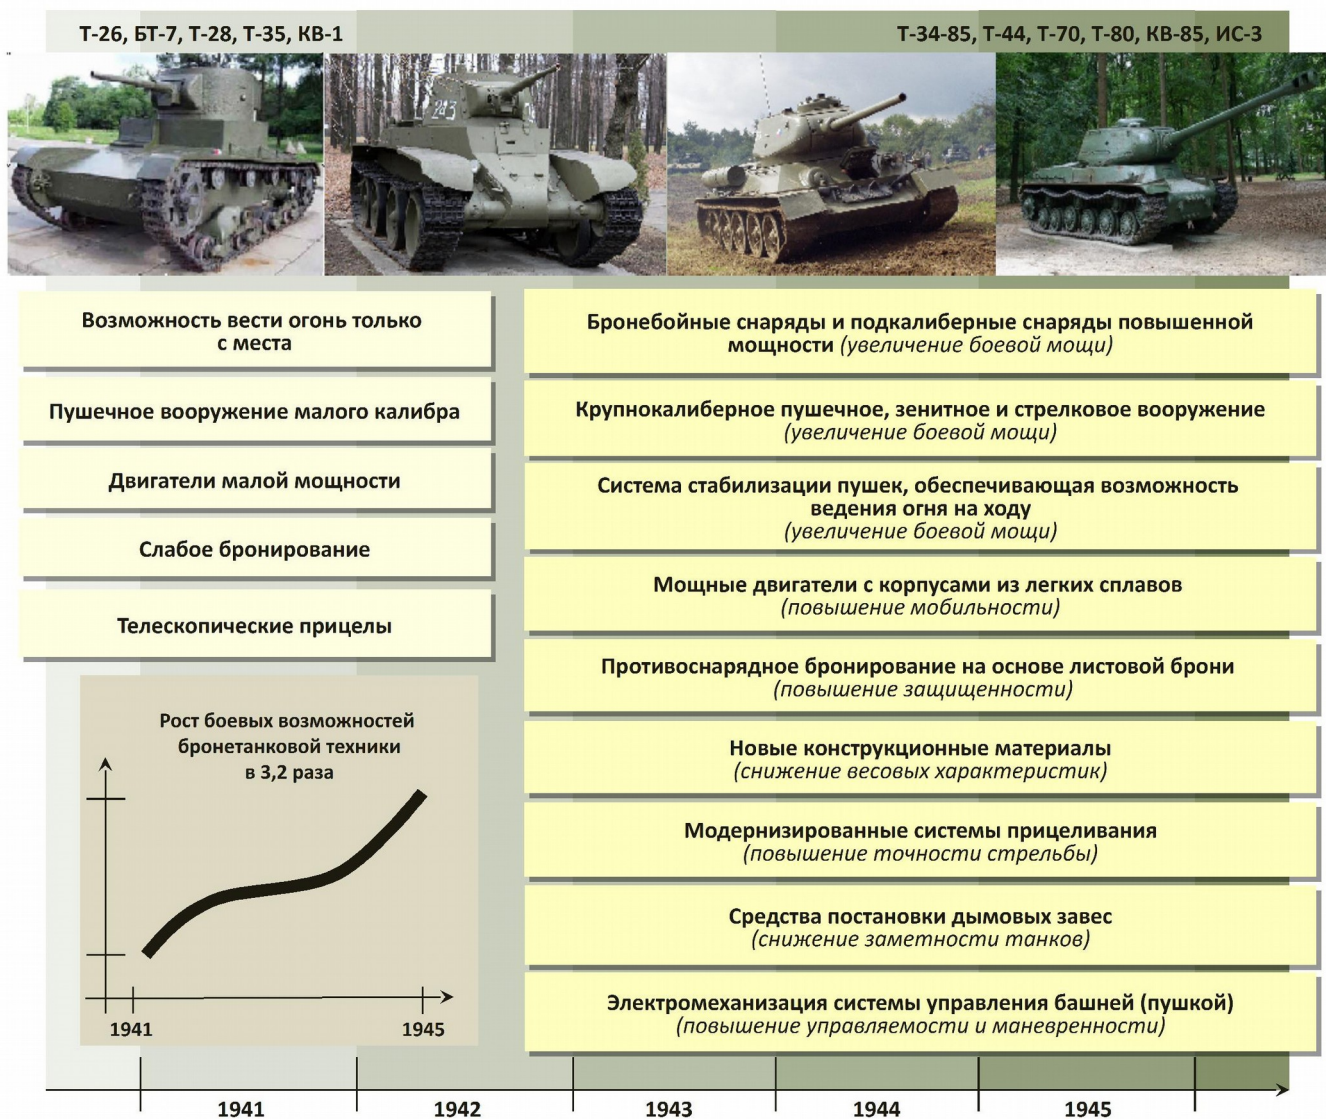 Т-26, БТ-7, Т-28, Т-35, КВ-1
Т-34-85, Т-44, Т-70, Т-80, КВ-85, ИС-3
243
Возможность вести огонь только
с места
Пушечное вооружение малого калибра
Двигатели малой мощности
Слабое бронирование
Телескопические прицелы
Рост боевых возможностей
бронетанковой техники
в 3,2 раза
1941
1945
Бронебойные снаряды и подкалиберные снаряды повышенной
мощности (увеличение боевой мощи)
Крупнокалиберное пушечное, зенитное и стрелковое вооружение
(увеличение боевой мощи)
Система стабилизации пушек, обеспечивающая возможность
ведения огня на ходу
(увеличение боевой мощи)
Мощные двигатели с корпусами из легких сплавов
(повышение мобильности)
Противоснарядное бронирование на основе листовой брони
(повышение защищенности)
Новые конструкционные материалы
(снижение весовых характеристик)
Модернизированные системы прицеливания
(повышение точности стрельбы)
Средства постановки дымовых завес
(снижение заметности танков)
Электромеханизация системы управления башней (пушкой)
(повышение управляемости и маневренности)
1941
1942
1943
1944
1945